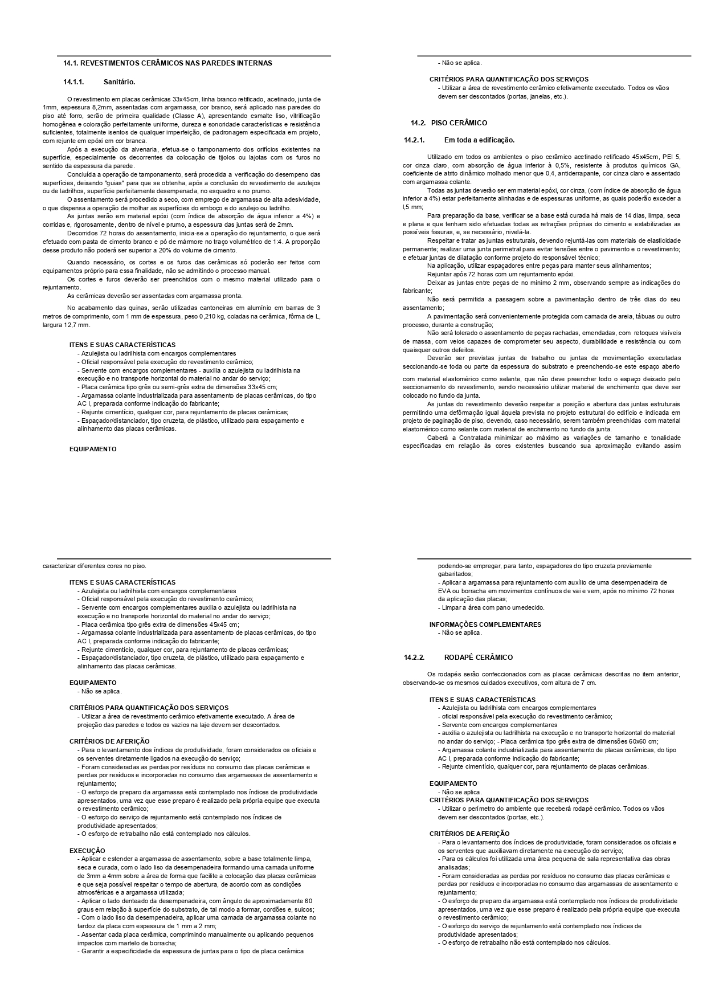 14.1. REVESTIMENTOS CERÂMICOS NAS PAREDES INTERNAS
14.1.1. Sanitário.
O revestimento em placas cerâmicas 33x45cm, linha branco retificado, acetinado, junta de
1mm, espessura 8,2mm, assentadas com argamassa, cor branco, será aplicado nas paredes do
piso até forro, serão de primeira qualidade (Classe A), apresentando esmalte liso, vitrificação
homogênea e coloração perfeitamente uniforme, dureza e sonoridade características e resistência
suficientes, totalmente isentos de qualquer imperfeição, de padronagem especificada em projeto,
com rejunte em epóxi em cor branca.
Após a execução da alvenaria, efetua-se o tamponamento dos orifícios existentes na
superfície, especialmente os decorrentes da colocação de tijolos ou lajotas com os furos no
sentido da espessura da parede.
Concluída a operação de tamponamento, será procedida a verificação do desempeno das
superfícies, deixando "guias" para que se obtenha, após a conclusão do revestimento de azulejos
ou de ladrilhos, superfície perfeitamente desempenada, no esquadro e no prumo.
O assentamento será procedido a seco, com emprego de argamassa de alta adesividade,
o que dispensa a operação de molhar as superfícies do emboço e do azulejo ou ladrilho.
As juntas serão em material epóxi (com índice de absorção de água inferior a 4%) e
corridas e, rigorosamente, dentro de nível e prumo, a espessura das juntas será de 2mm.
Decorridos 72 horas do assentamento, inicia-se a operação do rejuntamento, o que será
efetuado com pasta de cimento branco e pó de mármore no traço volumétrico de 1:4. A proporção
desse produto não poderá ser superior a 20% do volume de cimento.
Quando necessário, os cortes e os furos das cerâmicas só poderão ser feitos com
equipamentos próprio para essa finalidade, não se admitindo o processo manual.
Os cortes e furos deverão ser preenchidos com o mesmo material utilizado para o
rejuntamento.
As cerâmicas deverão ser assentadas com argamassa pronta.
No acabamento das quinas, serão utilizadas cantoneiras em alumínio em barras de 3
metros de comprimento, com 1 mm de espessura, peso 0,210 kg, coladas na cerâmica, fôrma de L,
largura 12,7 mm.
ITENS E SUAS CARACTERÍSTICAS
- Azulejista ou ladrilhista com encargos complementares
- Oficial responsável pela execução do revestimento cerâmico;
- Servente com encargos complementares - auxilia o azulejista ou ladrilhista na
execução e no transporte horizontal do material no andar do serviço;
- Placa cerâmica tipo grês ou semi-grês extra de dimensões 33x45 cm;
- Argamassa colante industrializada para assentamento de placas cerâmicas, do tipo
AC I, preparada conforme indicação do fabricante;
- Rejunte cimentício, qualquer cor, para rejuntamento de placas cerâmicas;
- Espaçador/distanciador, tipo cruzeta, de plástico, utilizado para espaçamento e
alinhamento das placas cerâmicas.
EQUIPAMENTO
- Não se aplica.
CRITÉRIOS PARA QUANTIFICAÇÃO DOS SERVIÇOS
- Utilizar a área de revestimento cerâmico efetivamente executado. Todos os vãos
devem ser descontados (portas, janelas, etc.).
14.2. PISO CERÂMICO
14.2.1. Em toda a edificação.
Utilizado em todos os ambientes o piso cerâmico acetinado retificado 45x45cm, PEI 5,
cor cinza claro, com absorção de água inferior à 0,5%, resistente à produtos químicos GA,
coeficiente de atrito dinâmico molhado menor que 0,4, antiderrapante, cor cinza claro e assentado
com argamassa colante.
Todas as juntas deverão ser em material epóxi, cor cinza, (com índice de absorção de água
inferior a 4%) estar perfeitamente alinhadas e de espessuras uniforme, as quais poderão exceder a
l,5 mm;
Para preparação da base, verificar se a base está curada há mais de 14 dias, limpa, seca
e plana e que tenham sido efetuadas todas as retrações próprias do cimento e estabilizadas as
possíveis fissuras, e, se necessário, nivelá-la.
Respeitar e tratar as juntas estruturais, devendo rejuntá-las com materiais de elasticidade
permanente; realizar uma junta perimetral para evitar tensões entre o pavimento e o revestimento;
e efetuar juntas de dilatação conforme projeto do responsável técnico;
Na aplicação, utilizar espaçadores entre peças para manter seus alinhamentos;
Rejuntar após 72 horas com um rejuntamento epóxi.
Deixar as juntas entre peças de no mínimo 2 mm, observando sempre as indicações do
fabricante;
Não será permitida a passagem sobre a pavimentação dentro de três dias do seu
assentamento;
A pavimentação será convenientemente protegida com camada de areia, tábuas ou outro
processo, durante a construção;
Não será tolerado o assentamento de peças rachadas, emendadas, com retoques visíveis
de massa, com veios capazes de comprometer seu aspecto, durabilidade e resistência ou com
quaisquer outros defeitos.
Deverão ser previstas juntas de trabalho ou juntas de movimentação executadas
seccionando-se toda ou parte da espessura do substrato e preenchendo-se este espaço aberto
com material elastomérico como selante, que não deve preencher todo o espaço deixado pelo
seccionamento do revestimento, sendo necessário utilizar material de enchimento que deve ser
colocado no fundo da junta.
As juntas do revestimento deverão respeitar a posição e abertura das juntas estruturais
permitindo uma defôrmação igual àquela prevista no projeto estrutural do edifício e indicada em
projeto de paginação de piso, devendo, caso necessário, serem também preenchidas com material
elastomérico como selante com material de enchimento no fundo da junta.
Caberá a Contratada minimizar ao máximo as variações de tamanho e tonalidade
especificadas em relação às cores existentes buscando sua aproximação evitando assim
caracterizar diferentes cores no piso.
ITENS E SUAS CARACTERÍSTICAS
- Azulejista ou ladrilhista com encargos complementares
- Oficial responsável pela execução do revestimento cerâmico;
- Servente com encargos complementares auxilia o azulejista ou ladrilhista na
execução e no transporte horizontal do material no andar do serviço;
- Placa cerâmica tipo grês extra de dimensões 45x45 cm;
- Argamassa colante industrializada para assentamento de placas cerâmicas, do tipo
AC I, preparada conforme indicação do fabricante;
- Rejunte cimentício, qualquer cor, para rejuntamento de placas cerâmicas;
- Espaçador/distanciador, tipo cruzeta, de plástico, utilizado para espaçamento e
alinhamento das placas cerâmicas.
EQUIPAMENTO
- Não se aplica.
CRITÉRIOS PARA QUANTIFICAÇÃO DOS SERVIÇOS
- Utilizar a área de revestimento cerâmico efetivamente executado. A área de
projeção das paredes e todos os vazios na laje devem ser descontados.
CRITÉRIOS DE AFERIÇÃO
- Para o levantamento dos índices de produtividade, foram considerados os oficiais e
os serventes diretamente ligados na execução do serviço;
- Foram consideradas as perdas por resíduos no consumo das placas cerâmicas e
perdas por resíduos e incorporadas no consumo das argamassas de assentamento e
rejuntamento;
- O esforço de preparo da argamassa está contemplado nos índices de produtividade
apresentados, uma vez que esse preparo é realizado pela própria equipe que executa
o revestimento cerâmico;
- O esforço do serviço de rejuntamento está contemplado nos índices de
produtividade apresentados;
- O esforço de retrabalho não está contemplado nos cálculos.
EXECUÇÃO
- Aplicar e estender a argamassa de assentamento, sobre a base totalmente limpa,
seca e curada, com o lado liso da desempenadeira formando uma camada uniforme
de 3mm a 4mm sobre a área de forma que facilite a colocação das placas cerâmicas
e que seja possível respeitar o tempo de abertura, de acordo com as condições
atmosféricas e a argamassa utilizada;
- Aplicar o lado denteado da desempenadeira, com ângulo de aproximadamente 60
graus em relação à superfície do substrato, de tal modo a formar, cordões e, sulcos;
- Com o lado liso da desempenadeira, aplicar uma camada de argamassa colante no
tardoz da placa com espessura de 1 mm a 2 mm;
- Assentar cada placa cerâmica, comprimindo manualmente ou aplicando pequenos
impactos com martelo de borracha;
- Garantir a especificidade da espessura de juntas para o tipo de placa cerâmica
podendo-se empregar, para tanto, espaçadores do tipo cruzeta previamente
gabaritados;
- Aplicar a argamassa para rejuntamento com auxílio de uma desempenadeira de
EVA ou borracha em movimentos contínuos de vai e vem, após no mínimo 72 horas
da aplicação das placas;
- Limpar a área com pano umedecido.
INFORMAÇÕES COMPLEMENTARES
- Não se aplica.
14.2.2. RODAPÉ CERÂMICO
Os rodapés serão confeccionados com as placas cerâmicas descritas no item anterior,
observando-se os mesmos cuidados executivos, com altura de 7 cm.
ITENS E SUAS CARACTERÍSTICAS
- Azulejista ou ladrilhista com encargos complementares
- oficial responsável pela execução do revestimento cerâmico;
- Servente com encargos complementares
- auxilia o azulejista ou ladrilhista na execução e no transporte horizontal do material
no andar do serviço; - Placa cerâmica tipo grês extra de dimensões 60x60 cm;
- Argamassa colante industrializada para assentamento de placas cerâmicas, do tipo
AC I, preparada conforme indicação do fabricante;
- Rejunte cimentício, qualquer cor, para rejuntamento de placas cerâmicas.
EQUIPAMENTO
- Não se aplica.
CRITÉRIOS PARA QUANTIFICAÇÃO DOS SERVIÇOS
- Utilizar o perímetro do ambiente que receberá rodapé cerâmico. Todos os vãos
devem ser descontados (portas, etc.).
CRITÉRIOS DE AFERIÇÃO
- Para o levantamento dos índices de produtividade, foram considerados os oficiais e
os serventes que auxiliavam diretamente na execução do serviço;
- Para os cálculos foi utilizada uma área pequena de sala representativa das obras
analisadas;
- Foram consideradas as perdas por resíduos no consumo das placas cerâmicas e
perdas por resíduos e incorporadas no consumo das argamassas de assentamento e
rejuntamento;
- O esforço de preparo da argamassa está contemplado nos índices de produtividade
apresentados, uma vez que esse preparo é realizado pela própria equipe que executa
o revestimento cerâmico;
- O esforço do serviço de rejuntamento está contemplado nos índices de
produtividade apresentados;
- O esforço de retrabalho não está contemplado nos cálculos.